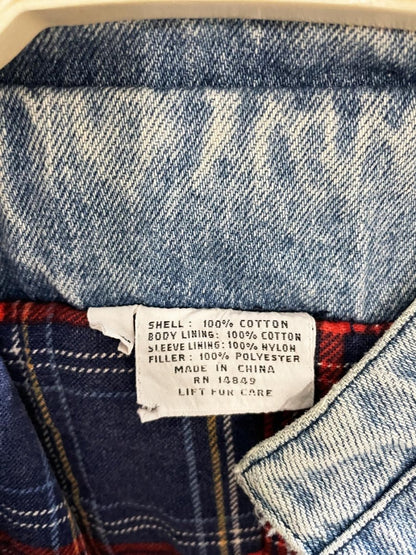 SHELL: 100% COTTON
BODY LINING: 100% COTTON
SLEEVE LINING: 100% NYLON
FILLER: 100% POLYESTER
MADE IN CHINA
RN 14849
LIFT FOR CARE